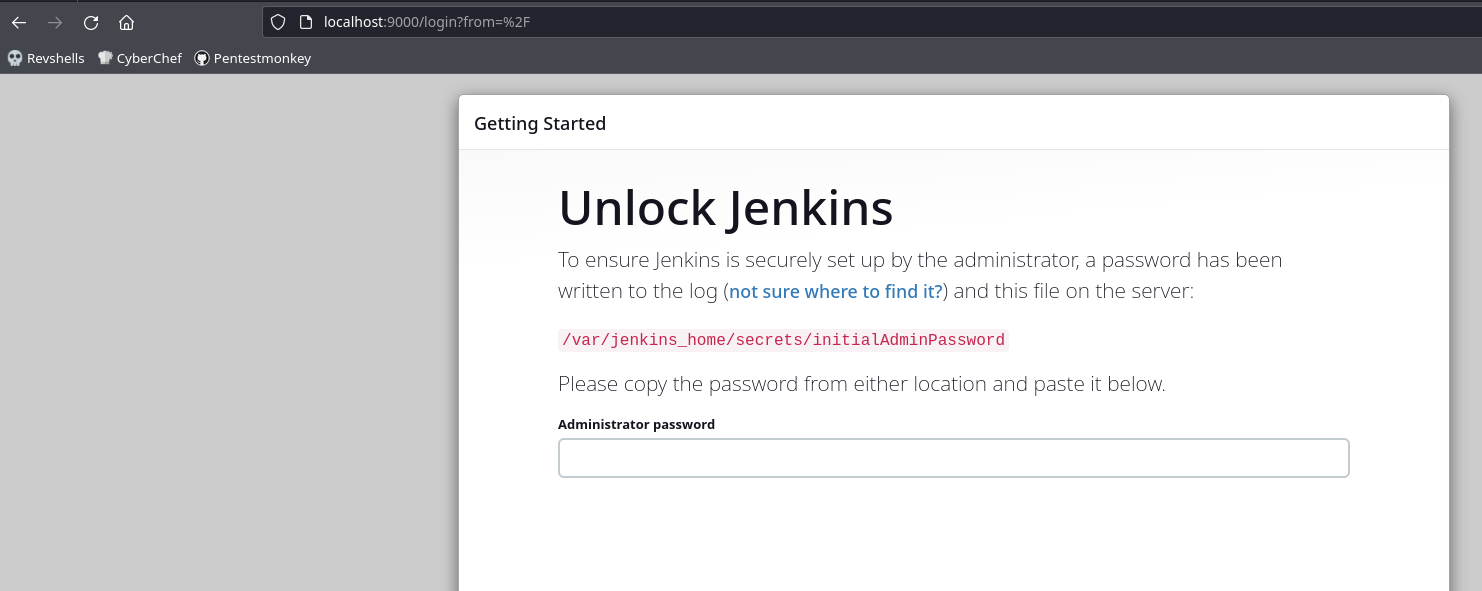 localhost:9000/login?from=%2F
Revshells CyberChef Pentestmonkey
Getting Started
Unlock Jenkins
To ensure Jenkins is securely set up by the administrator, a password has been
written to the log (not sure where to find it?) and this file on the server:
/var/jenkins_home/secrets/initialAdminPassword
Please copy the password from either location and paste it below.
Administrator password